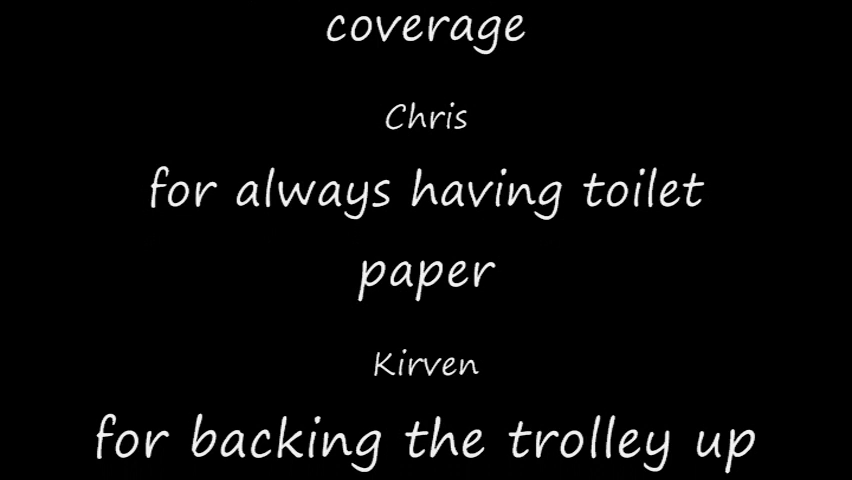 coverage
Chris
for always having toilet
paper
Kirven
for backing the trolley up